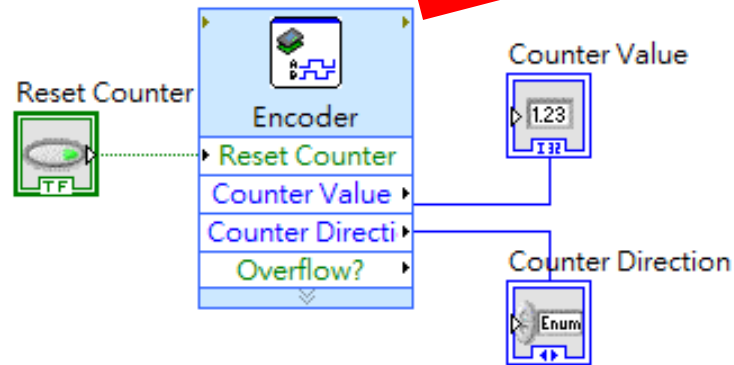 Counter Value
Reset Counter
TF
A
B
Encoder
1.23
I32
Reset Counter
Counter Value
Counter Directi
Overflow?
Counter Direction
Enum